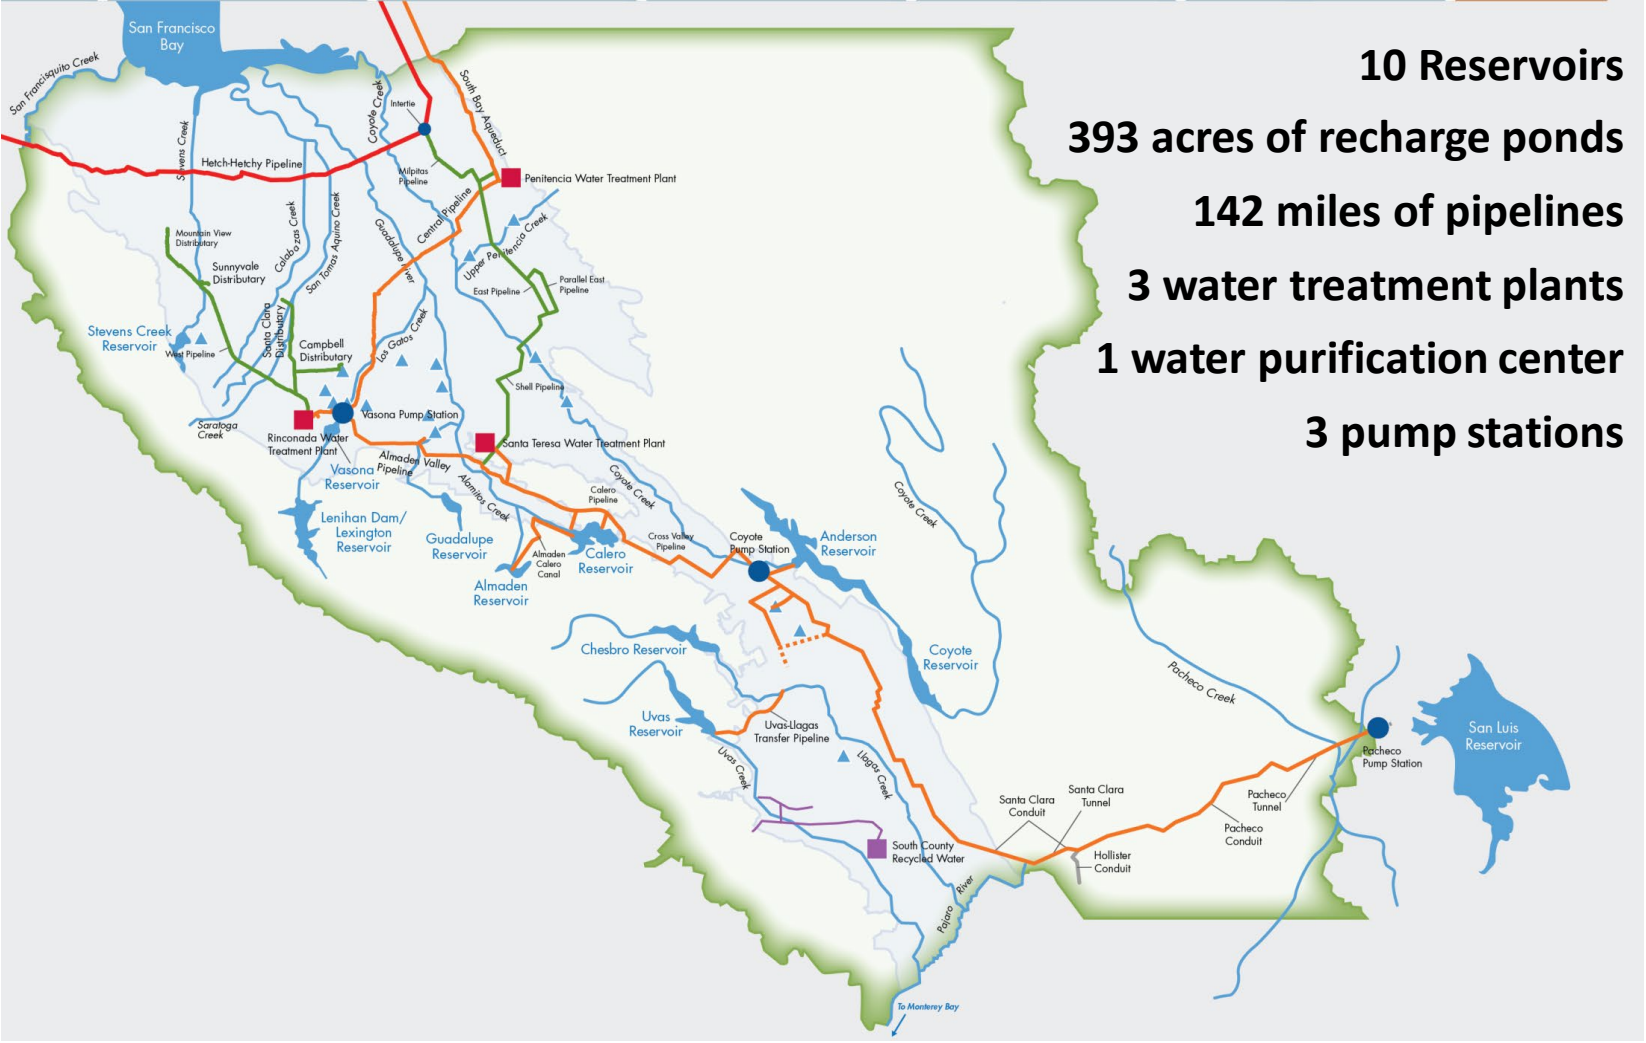 San Francisco
Bay
San Francisquito Creek
10 Reservoirs
393 acres of recharge ponds
142 miles of pipelines
3 water treatment plants
1 water purification center
3 pump stations
Stevens Creek
Coyote Creek
Intertie
South Bay Aqueduct
Hetch-Hetchy Pipeline
Milpitas
Pipeline
Penitencia Water Treatment Plant
Central Pipeline
Guadalupe River
Upper Penitencia Creek
Mountain View
Distributary
Calabazas Creek
San Tomas Aquino Creek
Sunnyvale
Distributary
East Pipeline
Parallel East
Pipeline
Stevens Creek
Reservoir
West Pipeline
Santa Clara
Distributary
Campbell
Distributary
Los Gatos Creek
Shell Pipeline
Saratoga
Creek
Vasona Pump Station
Rinconada Water
Treatment Plant
Santa Teresa Water Treatment Plant
Vasona
Reservoir
Almaden Valley
Pipeline
Alamitos Creek
Coyote Creek
Calero
Pipeline
Coyote Creek
Lenihan Dam/
Lexington
Reservoir
Guadalupe
Reservoir
Almaden
Calero
Canal
Calero
Reservoir
Cross Valley
Pipeline
Coyote
Pump Station
Anderson
Reservoir
Almaden
Reservoir
Chesbro Reservoir
Coyote
Reservoir
Pacheco Creek
Uvas
Reservoir
Uvas-Llagas
Transfer Pipeline
Uvas Creek
Llagas Creek
San Luis
Reservoir
Pacheco
Pump Station
Santa Clara
Conduit
Santa Clara
Tunnel
Pacheco
Tunnel
Pacheco
Conduit
South County
Recycled Water
Hollister
Conduit
Pajaro River
To Monterey Bay